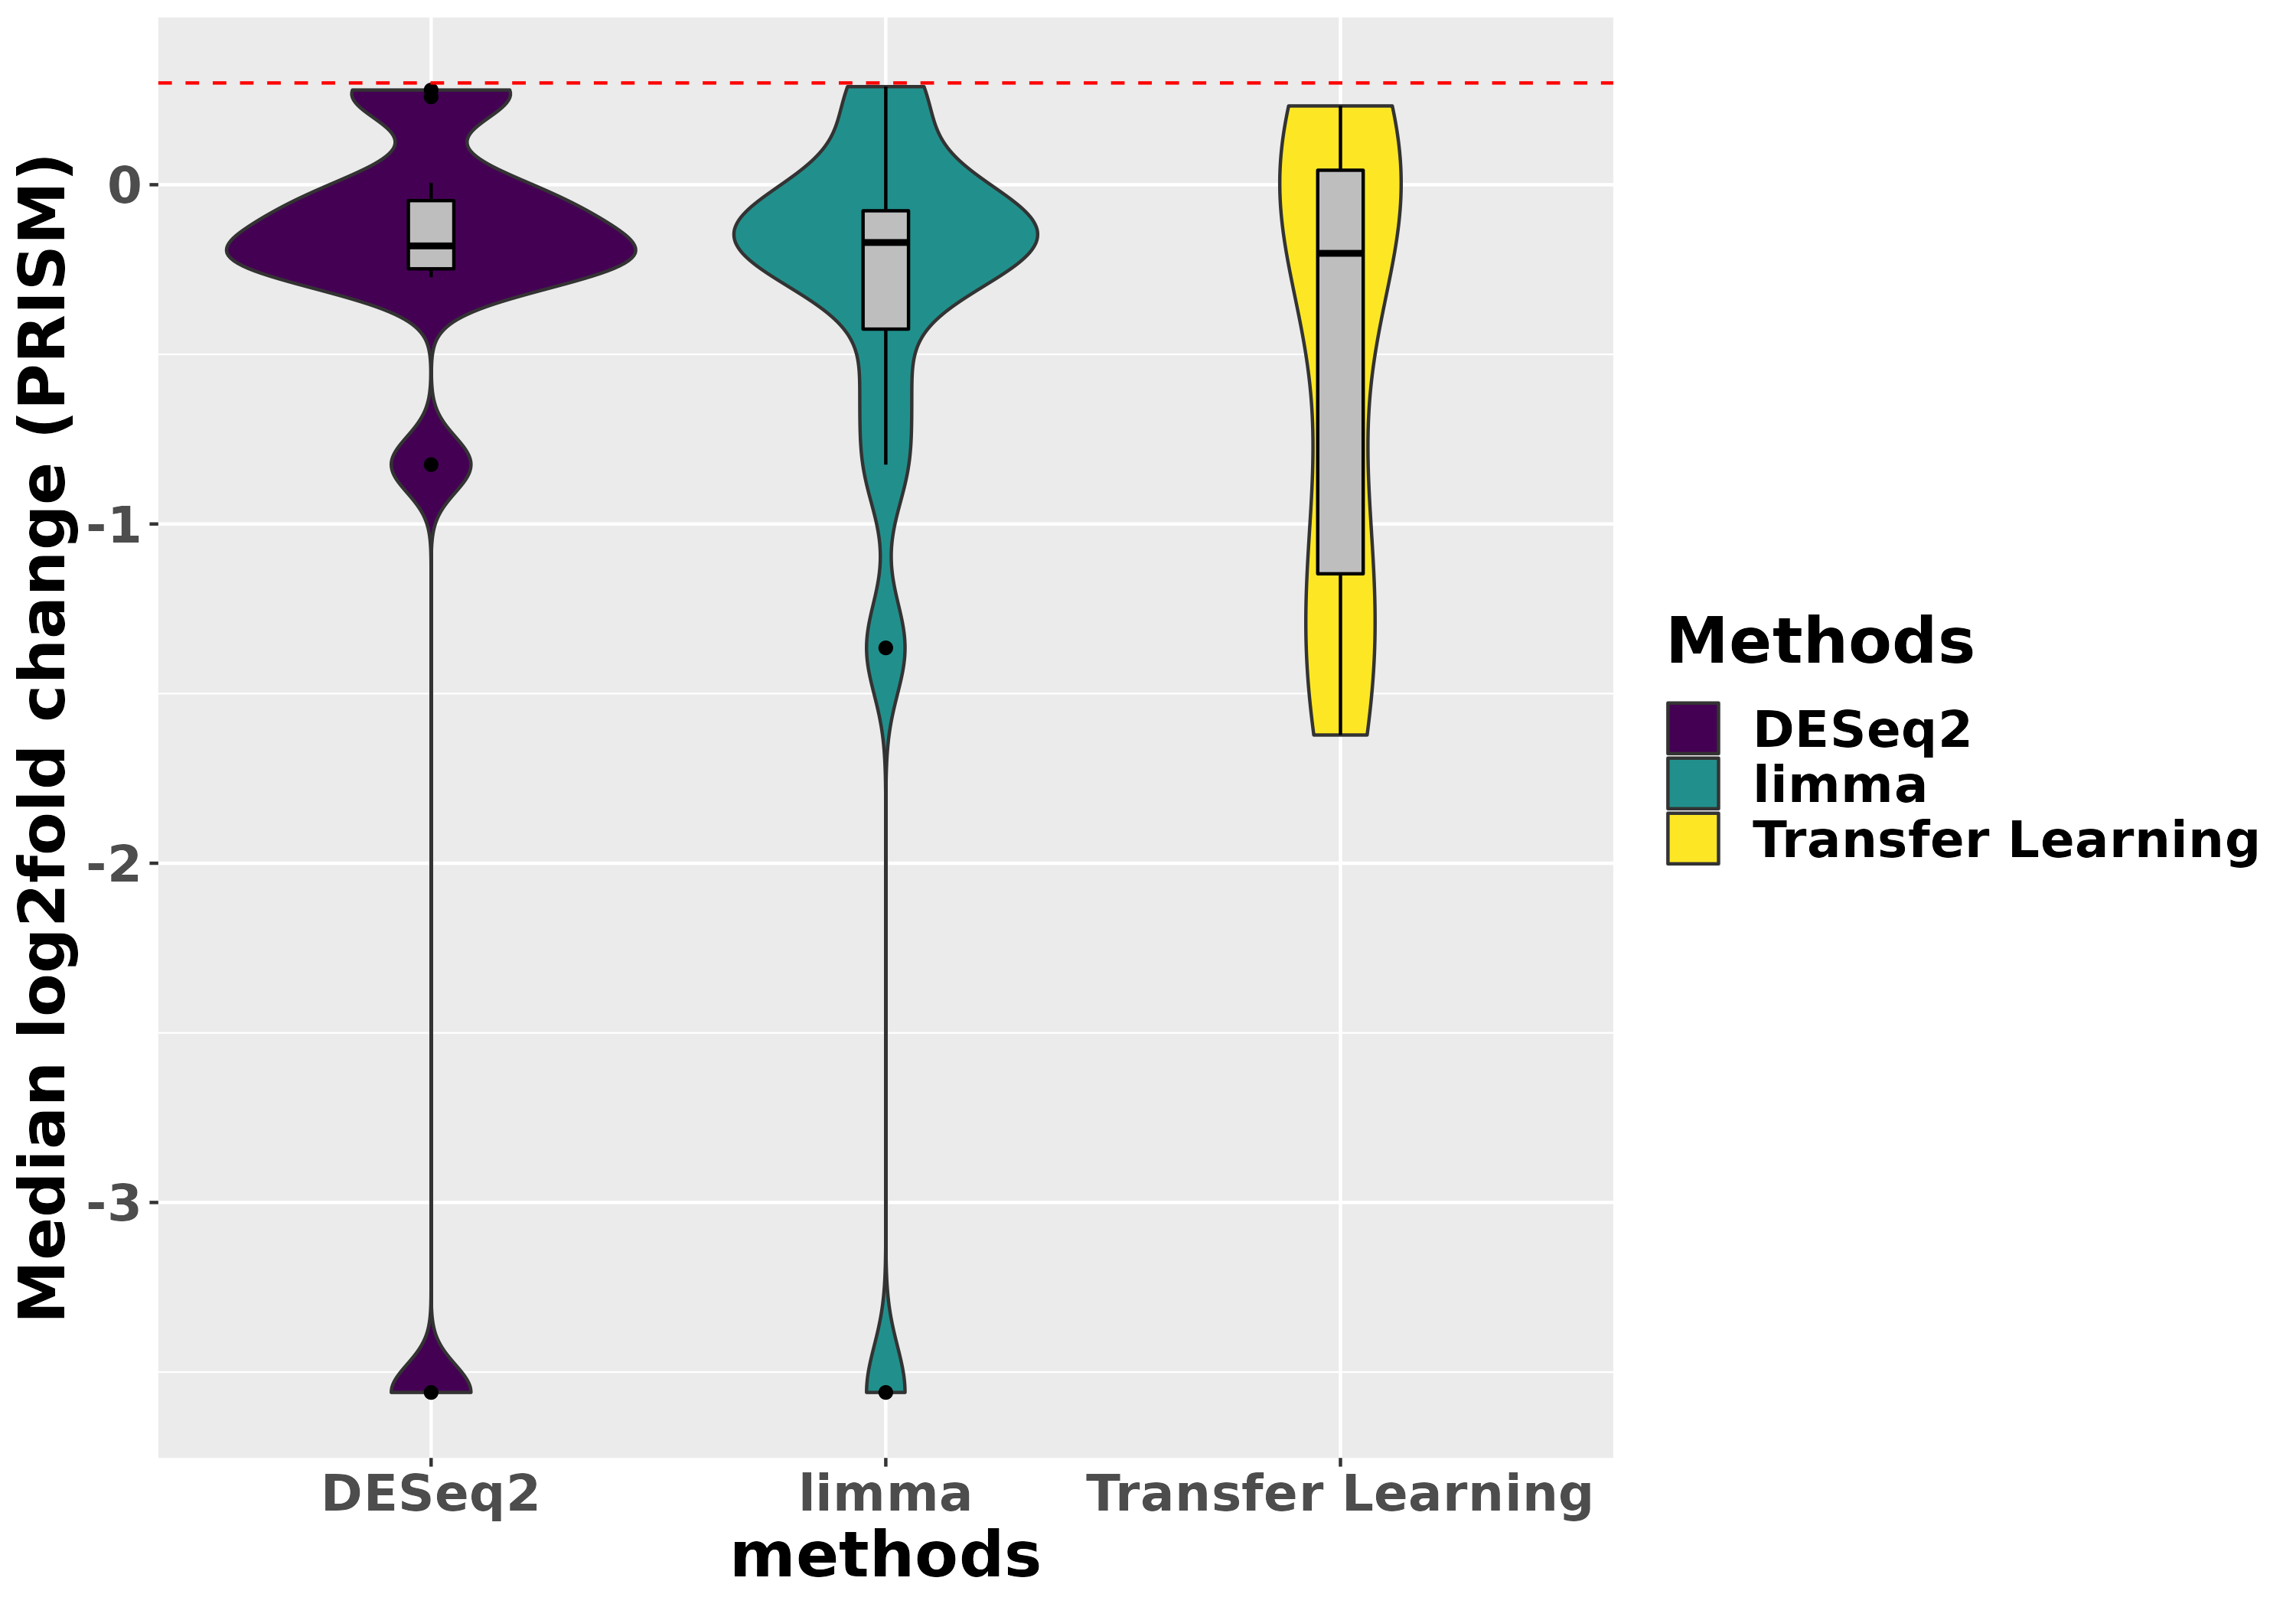 Median log2fold change (PRISM)
0
-1
-2
-3
DESeq2
limma
Transfer Learning
methods
Methods
DESeq2
limma
Transfer Learning